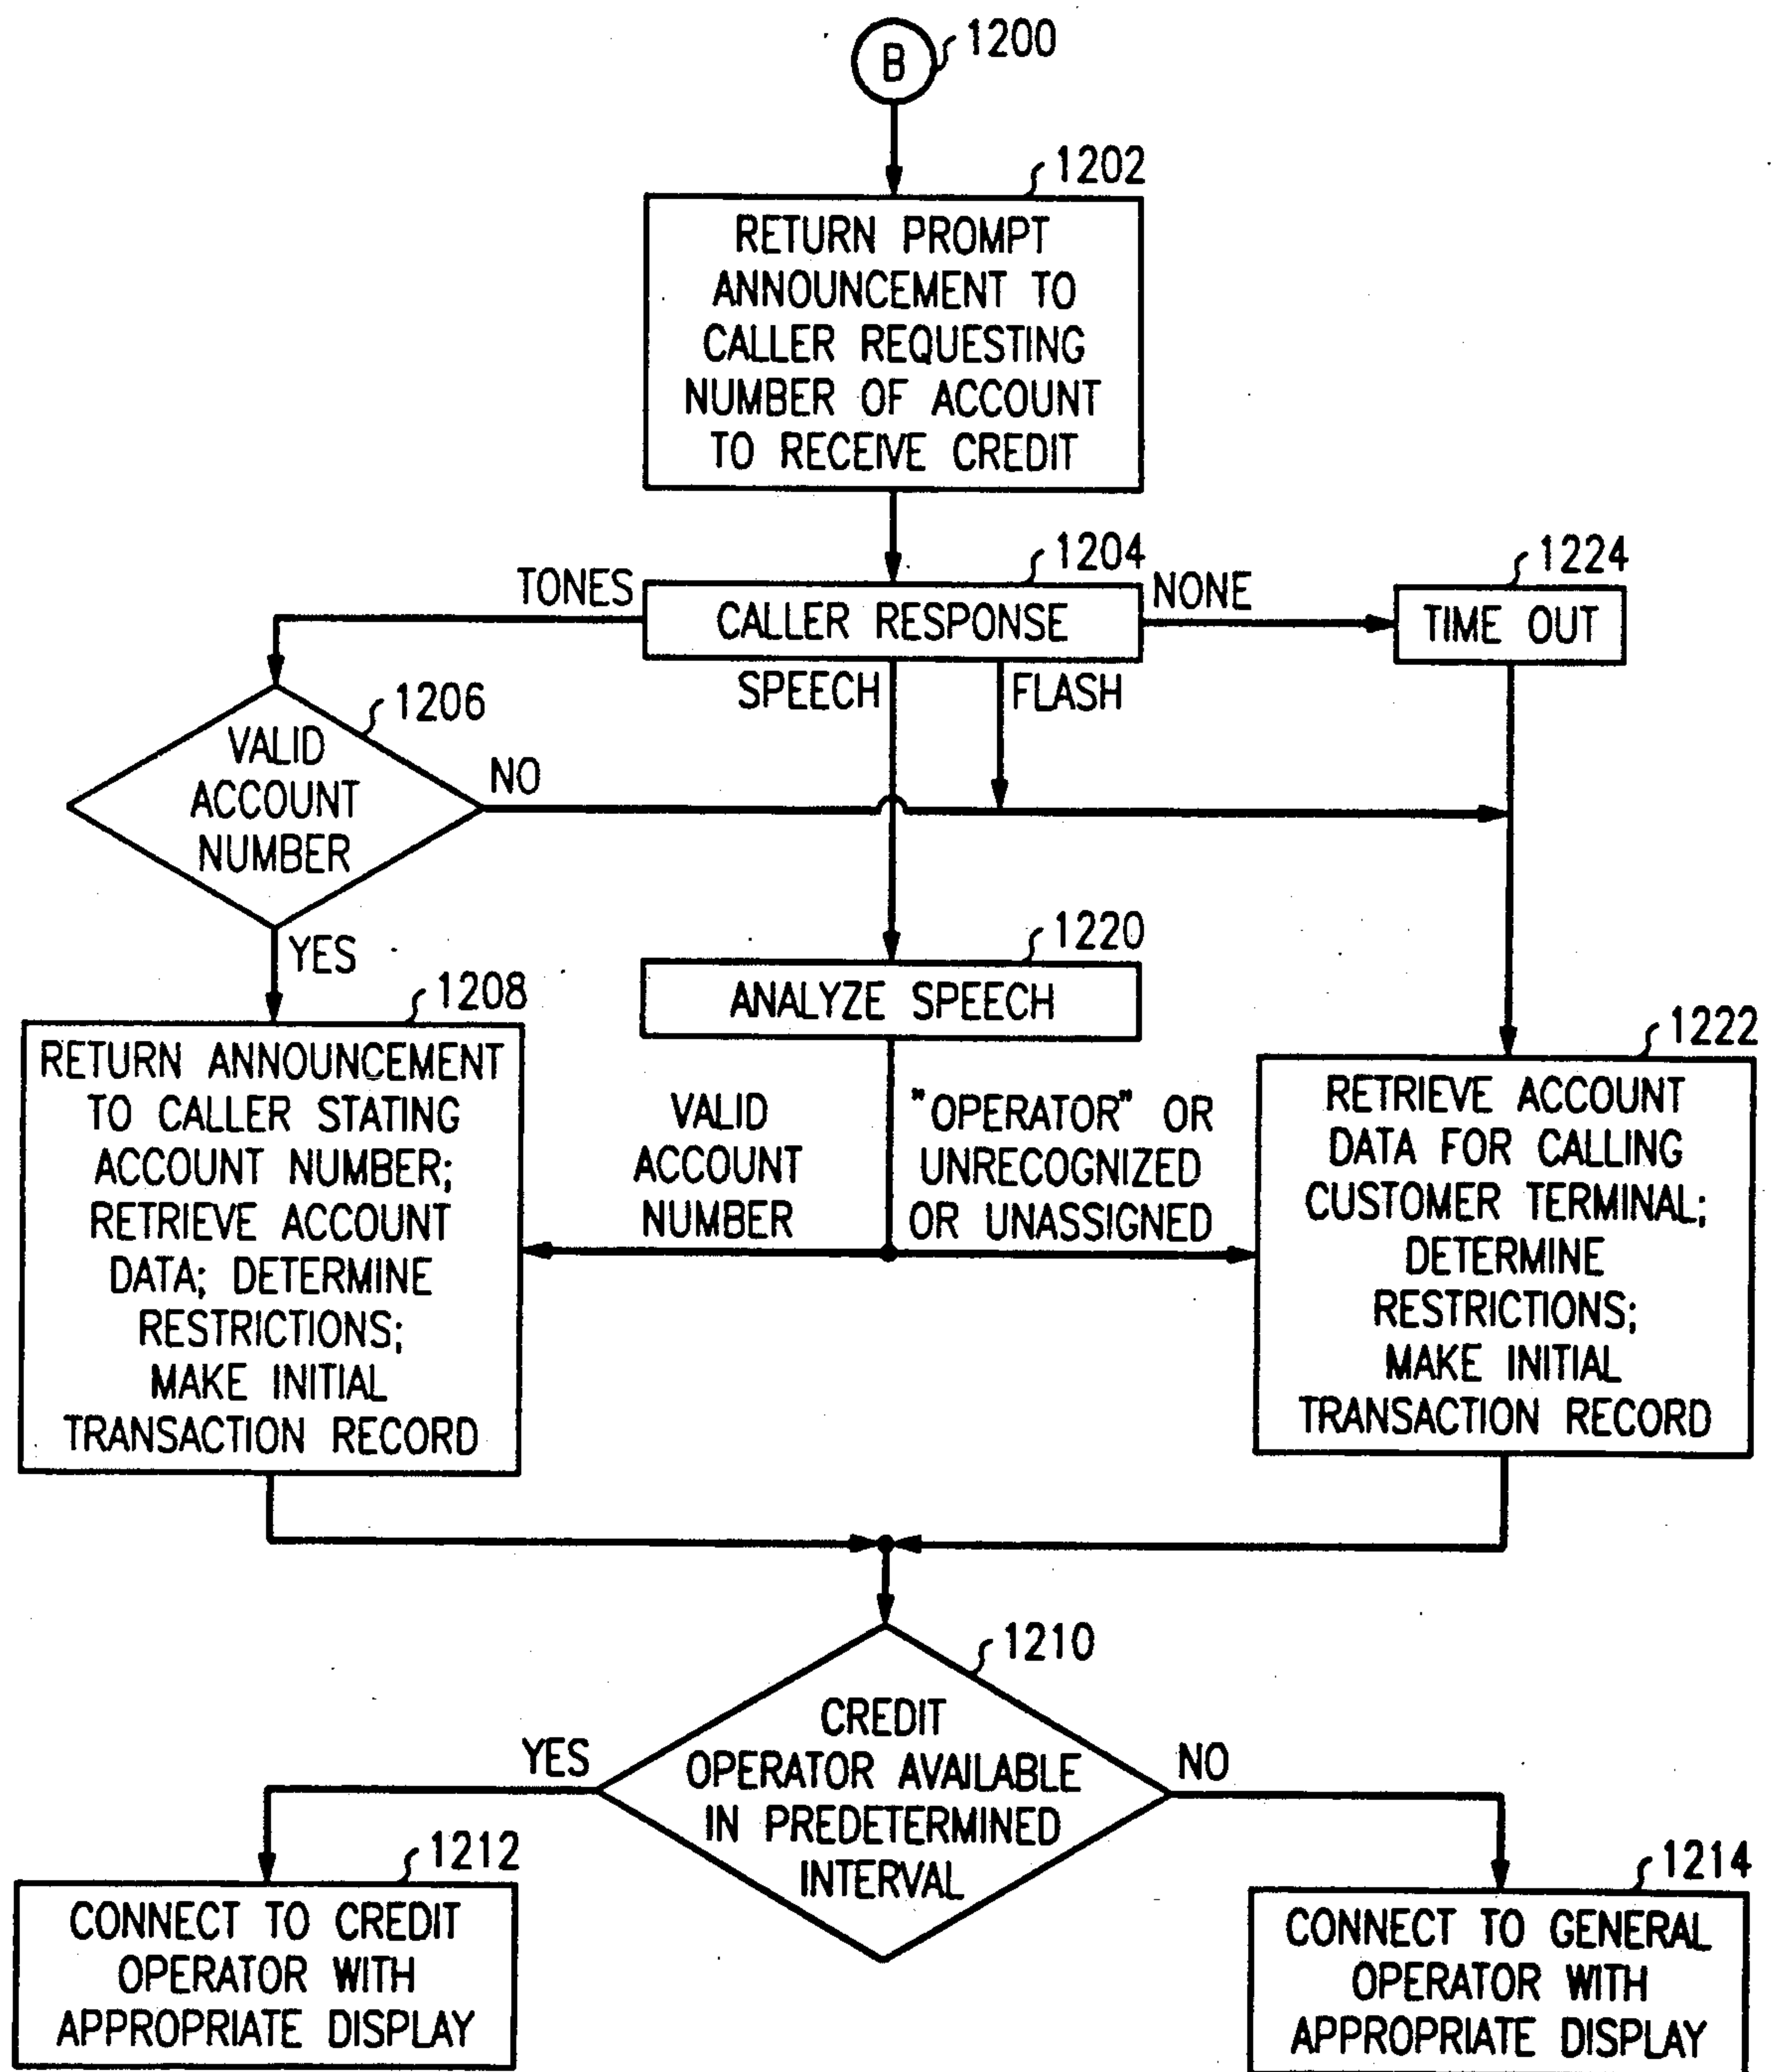 B
1200
1202
RETURN PROMPT
ANNOUNCEMENT TO
CALLER REQUESTING
NUMBER OF ACCOUNT
TO RECEIVE CREDIT
TONES
1204
CALLER RESPONSE
NONE
1224
TIME OUT
SPEECH
FLASH
1206
VALID
ACCOUNT
NUMBER
NO
YES
1220
ANALYZE SPEECH
1208
RETURN ANNOUNCEMENT
TO CALLER STATING
ACCOUNT NUMBER;
RETRIEVE ACCOUNT
DATA; DETERMINE
RESTRICTIONS;
MAKE INITIAL
TRANSACTION RECORD
VALID
ACCOUNT
NUMBER
"OPERATOR" OR
UNRECOGNIZED
OR UNASSIGNED
1222
RETRIEVE ACCOUNT
DATA FOR CALLING
CUSTOMER TERMINAL;
DETERMINE
RESTRICTIONS;
MAKE INITIAL
TRANSACTION RECORD
1210
CREDIT
OPERATOR AVAILABLE
IN PREDETERMINED
INTERVAL
YES
NO
1212
CONNECT TO CREDIT
OPERATOR WITH
APPROPRIATE DISPLAY
1214
CONNECT TO GENERAL
OPERATOR WITH
APPROPRIATE DISPLAY